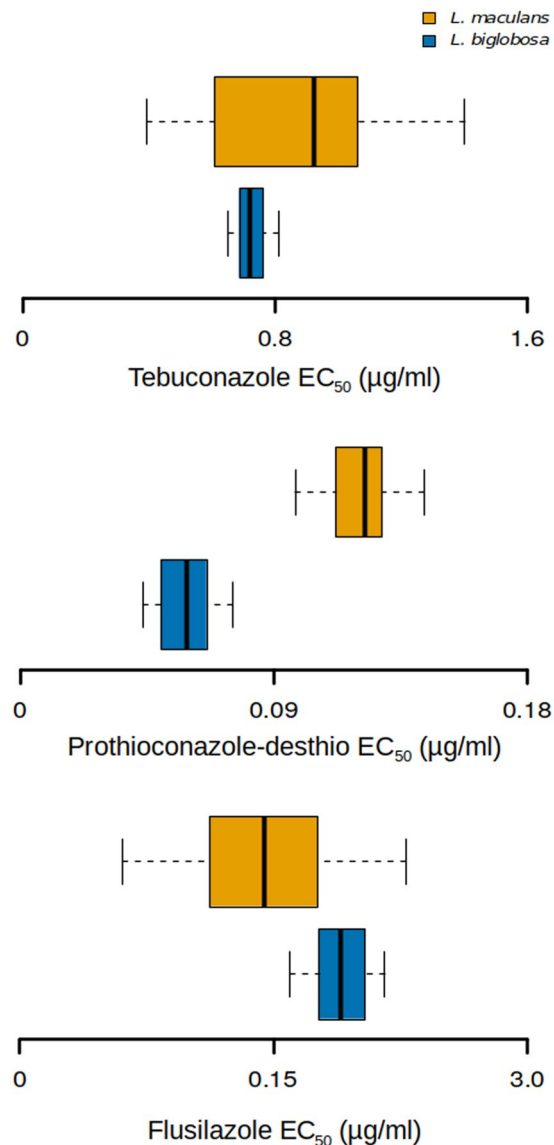 L. maculans
L. biglobosa
0 0.8 1.6
Tebuconazole EC₅₀ (µg/ml)
0 0.09 0.18
Prothioconazole-desthio EC₅₀ (µg/ml)
0 0.15 3.0
Flusilazole EC₅₀ (µg/ml)